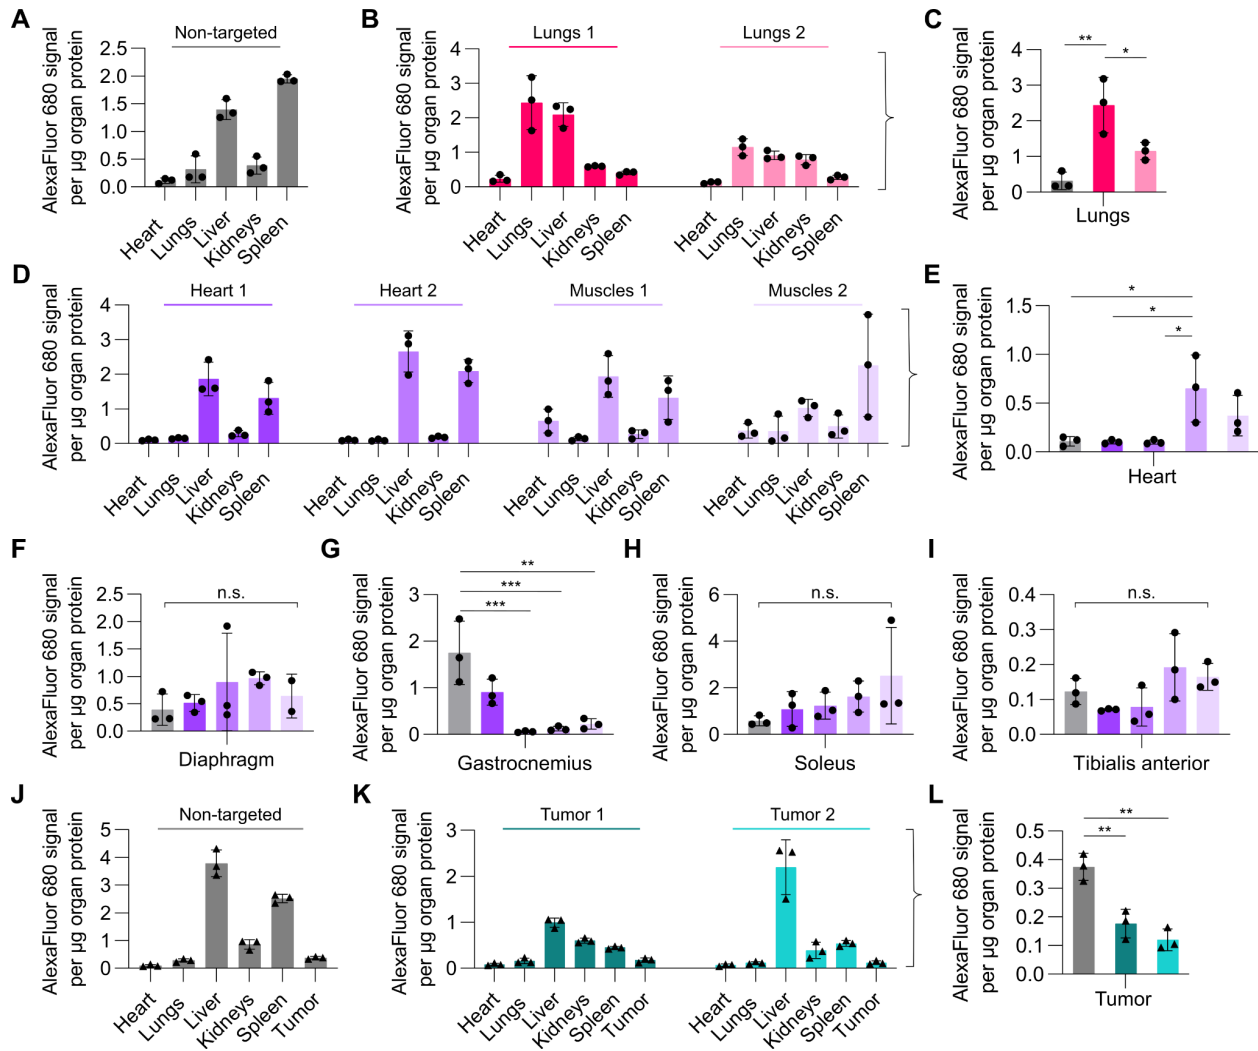 A
Non-targeted
AlexaFluor 680 signal
per µg organ protein
2.5
2.0
1.5
1.0
0.5
0.0
Heart
Lungs
Liver
Kidneys
Spleen
B
Lungs 1
Lungs 2
AlexaFluor 680 signal
per µg organ protein
4
3
2
1
0
Heart
Lungs
Liver
Kidneys
Spleen
Heart
Lungs
Liver
Kidneys
Spleen
C
AlexaFluor 680 signal
per µg organ protein
4
3
2
1
0
**
*
Lungs
D
Heart 1
Heart 2
Muscles 1
Muscles 2
AlexaFluor 680 signal
per µg organ protein
4
3
2
1
0
Heart
Lungs
Liver
Kidneys
Spleen
Heart
Lungs
Liver
Kidneys
Spleen
Heart
Lungs
Liver
Kidneys
Spleen
Heart
Lungs
Liver
Kidneys
Spleen
E
AlexaFluor 680 signal
per µg organ protein
1.5
1.0
0.5
0.0
*
*
*
Heart
F
AlexaFluor 680 signal
per µg organ protein
2.5
2.0
1.5
1.0
0.5
0.0
n.s.
Diaphragm
G
AlexaFluor 680 signal
per µg organ protein
3
2
1
0
**
***
***
Gastrocnemius
H
AlexaFluor 680 signal
per µg organ protein
6
4
2
0
n.s.
Soleus
I
AlexaFluor 680 signal
per µg organ protein
0.4
0.3
0.2
0.1
0.0
n.s.
Tibialis anterior
J
Non-targeted
AlexaFluor 680 signal
per µg organ protein
5
4
3
2
1
0
Heart
Lungs
Liver
Kidneys
Spleen
Tumor
K
Tumor 1
Tumor 2
AlexaFluor 680 signal
per µg organ protein
3
2
1
0
Heart
Lungs
Liver
Kidneys
Spleen
Tumor
Heart
Lungs
Liver
Kidneys
Spleen
Tumor
L
AlexaFluor 680 signal
per µg organ protein
0.5
0.4
0.3
0.2
0.1
0.0
**
**
Tumor